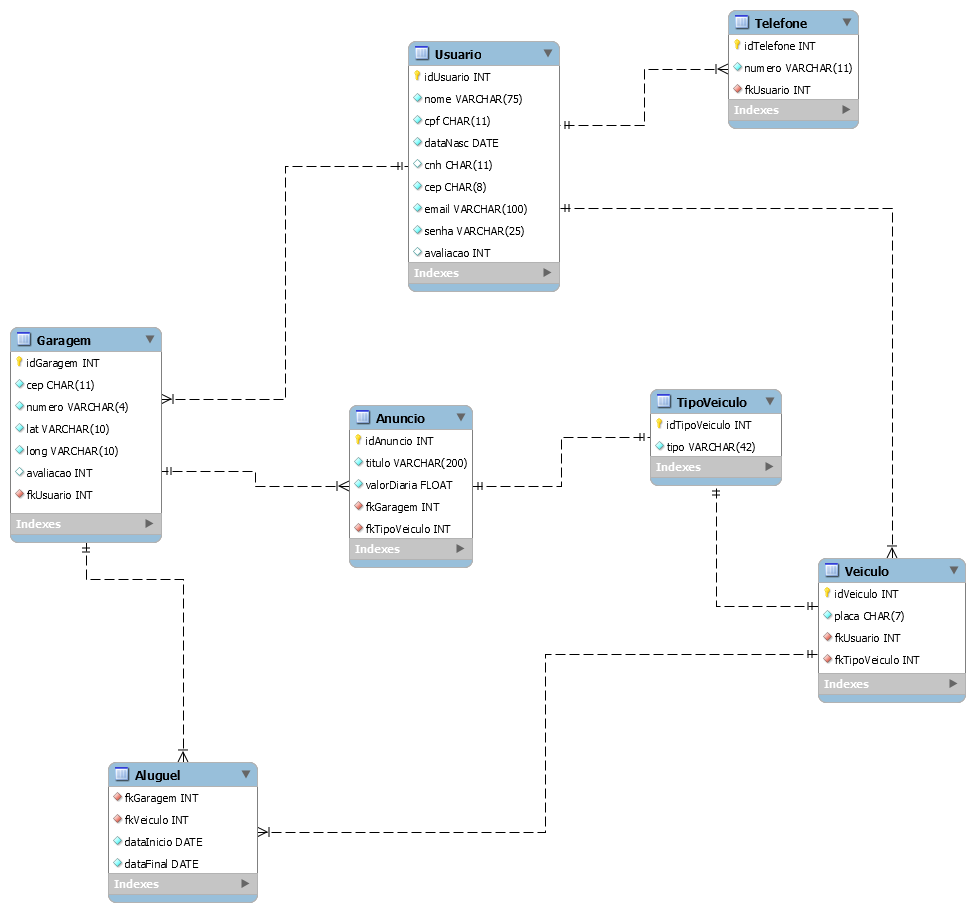 Telefone
idTelefone INT
numero VARCHAR(11)
fkUsuario INT
Indexes
Usuario
idUsuario INT
nome VARCHAR(75)
cpf CHAR(11)
dataNasc DATE
cnh CHAR(11)
cep CHAR(8)
email VARCHAR(100)
senha VARCHAR(25)
avaliacao INT
Indexes
Garagem
idGaragem INT
cep CHAR(11)
numero VARCHAR(4)
lat VARCHAR(10)
long VARCHAR(10)
avaliacao INT
fkUsuario INT
Indexes
Anuncio
idAnuncio INT
titulo VARCHAR(200)
valorDiaria FLOAT
fkGaragem INT
fkTipoVeiculo INT
Indexes
TipoVeiculo
idTipoVeiculo INT
tipo VARCHAR(42)
Indexes
Veiculo
idVeiculo INT
placa CHAR(7)
fkUsuario INT
fkTipoVeiculo INT
Indexes
Aluguel
fkGaragem INT
fkVeiculo INT
dataInicio DATE
dataFinal DATE
Indexes